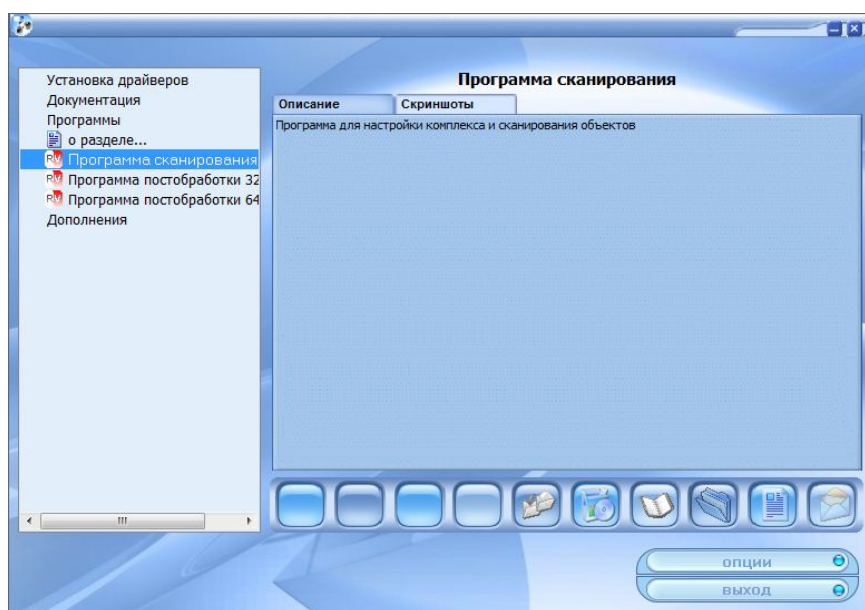 Установка драйверов
Документация
Программы
о разделе...
Программа сканирования
Программа постобработки 32
Программа постобработки 64
Дополнения
Программа сканирования
Описание
Скриншоты
Программа для настройки комплекса и сканирования объектов
опции
выход